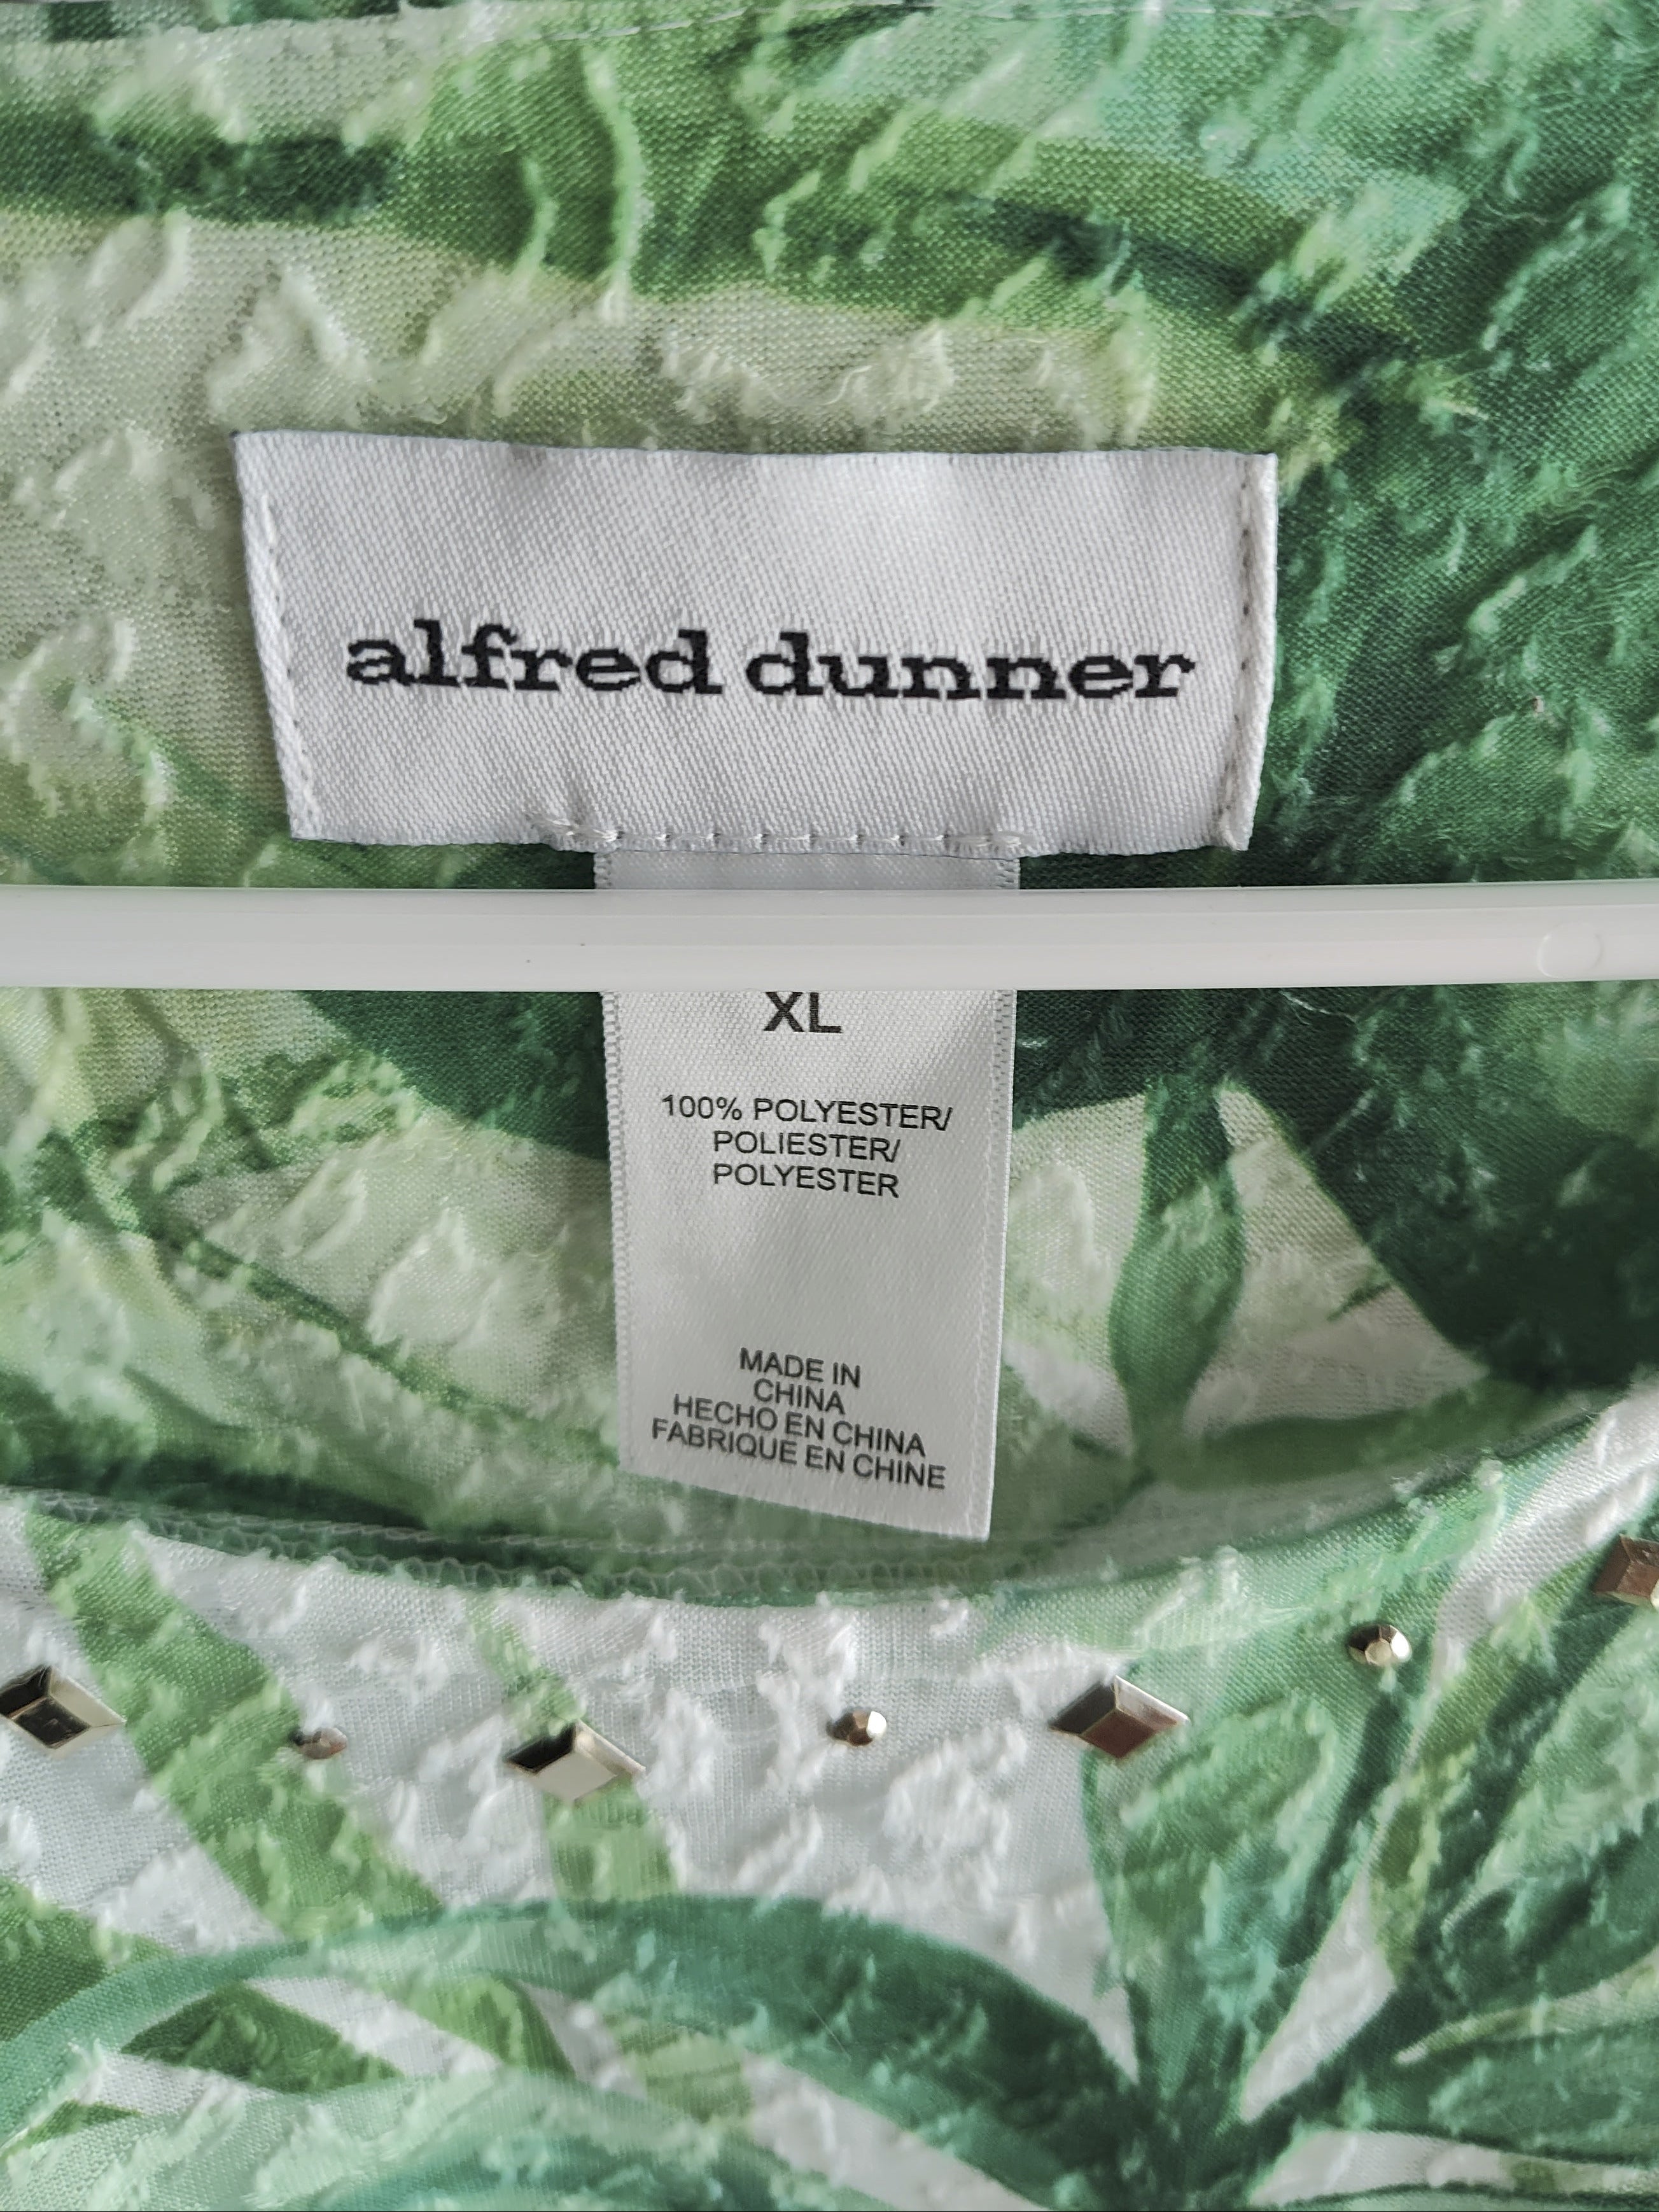 alfred dunner
XL
100% POLYESTER/
POLIESTER/
POLYESTER
MADE IN
CHINA
HECHO EN CHINA
FABRIQUE EN CHINE